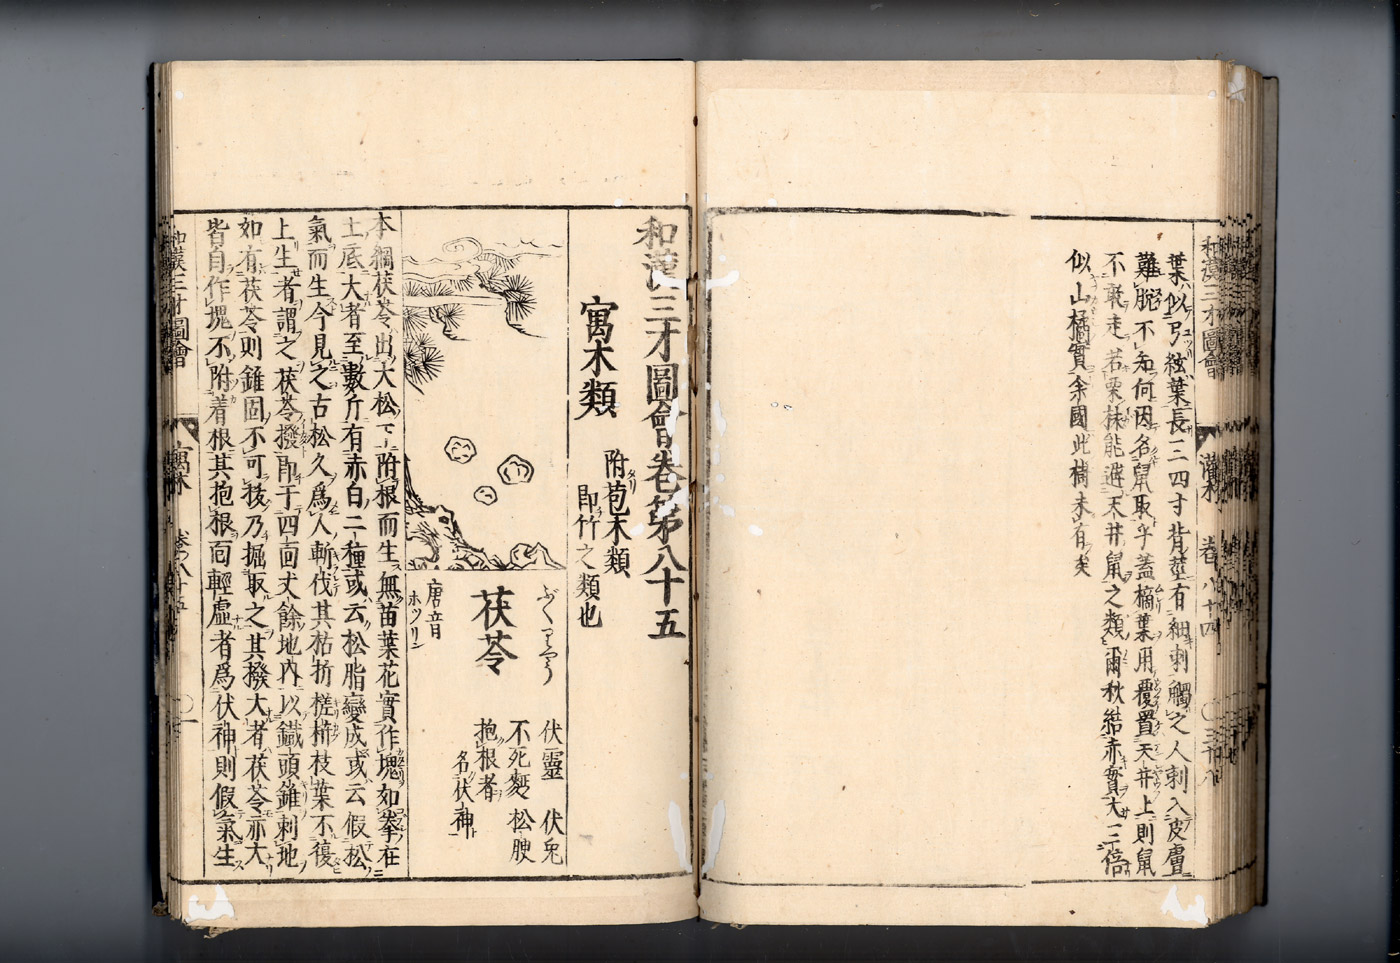 和漢三才圖會
灌木
卷八十四
葉似弓絃葉長三四寸背莖有細刺觸之人刺入皮膚
難脫不知何因名鼠取乎蓋樀葉用覆置天井上則鼠
不敢走若栗梂能避天井鼠之類爾秋結赤實大三倍
似山橘實余國此樹未有矣
和漢三才圖會卷第八十五
寓木類
附苞木類
即竹之類也
ぶくりやう
茯苓
唐音
ホツリン
伏靈 伏兎
不死麪 松腴
抱根者
名茯神
本綱茯苓出大松下附根而生無苗葉花實作塊如拳在
土底大者至數斤有赤白二種或云松脂變成或云假松
氣而生今見之古松久爲人斬伐其枯折槎枿枝葉不復
上生者謂之茯苓撥即于四面丈餘地內以鐵頭錐刺地
如有茯苓則錐固不可拔乃掘取之其撥大者茯苓亦大
皆自作塊不附着根其抱根而輕虛者爲伏神則假氣生
和漢三才圖會
寓木
卷八十五
一